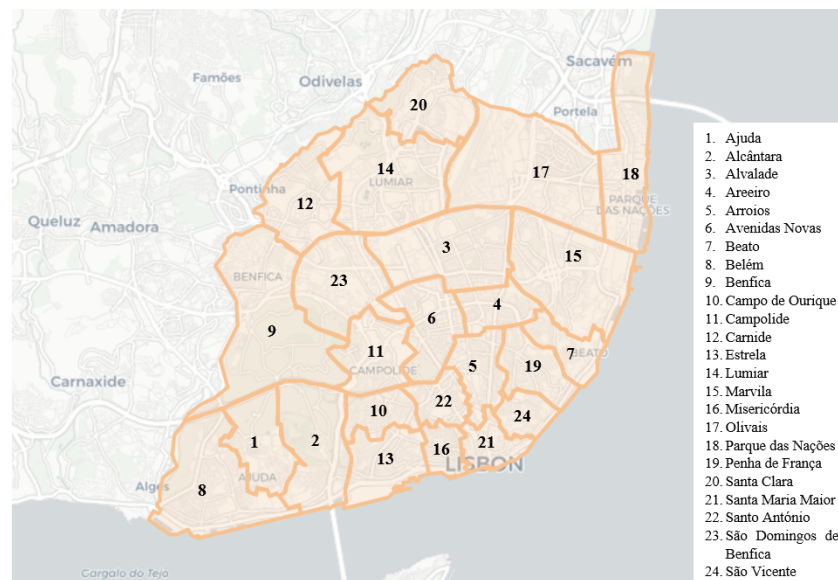 Sacavém
Famões
Odivelas
20
Portela
14
LUMIAR
17
18
Pontinha
12
PARQUE
DAS NAÇÕES
Queluz
Amadora
3
15
BENFICA
23
6
4
9
11
CAMPOLIDE
7
BEATO
5
19
Carnaxide
22
10
24
1
2
16
21
13
LISBON
AJUDA
8
Algés
Gargalo do Tejo
1. Ajuda
2. Alcântara
3. Alvalade
4. Areeiro
5. Arroios
6. Avenidas Novas
7. Beato
8. Belém
9. Benfica
10. Campo de Ourique
11. Campolide
12. Carnide
13. Estrela
14. Lumiar
15. Marvila
16. Misericórdia
17. Olivais
18. Parque das Nações
19. Penha de França
20. Santa Clara
21. Santa Maria Maior
22. Santo António
23. São Domingos de
Benfica
24. São Vicente